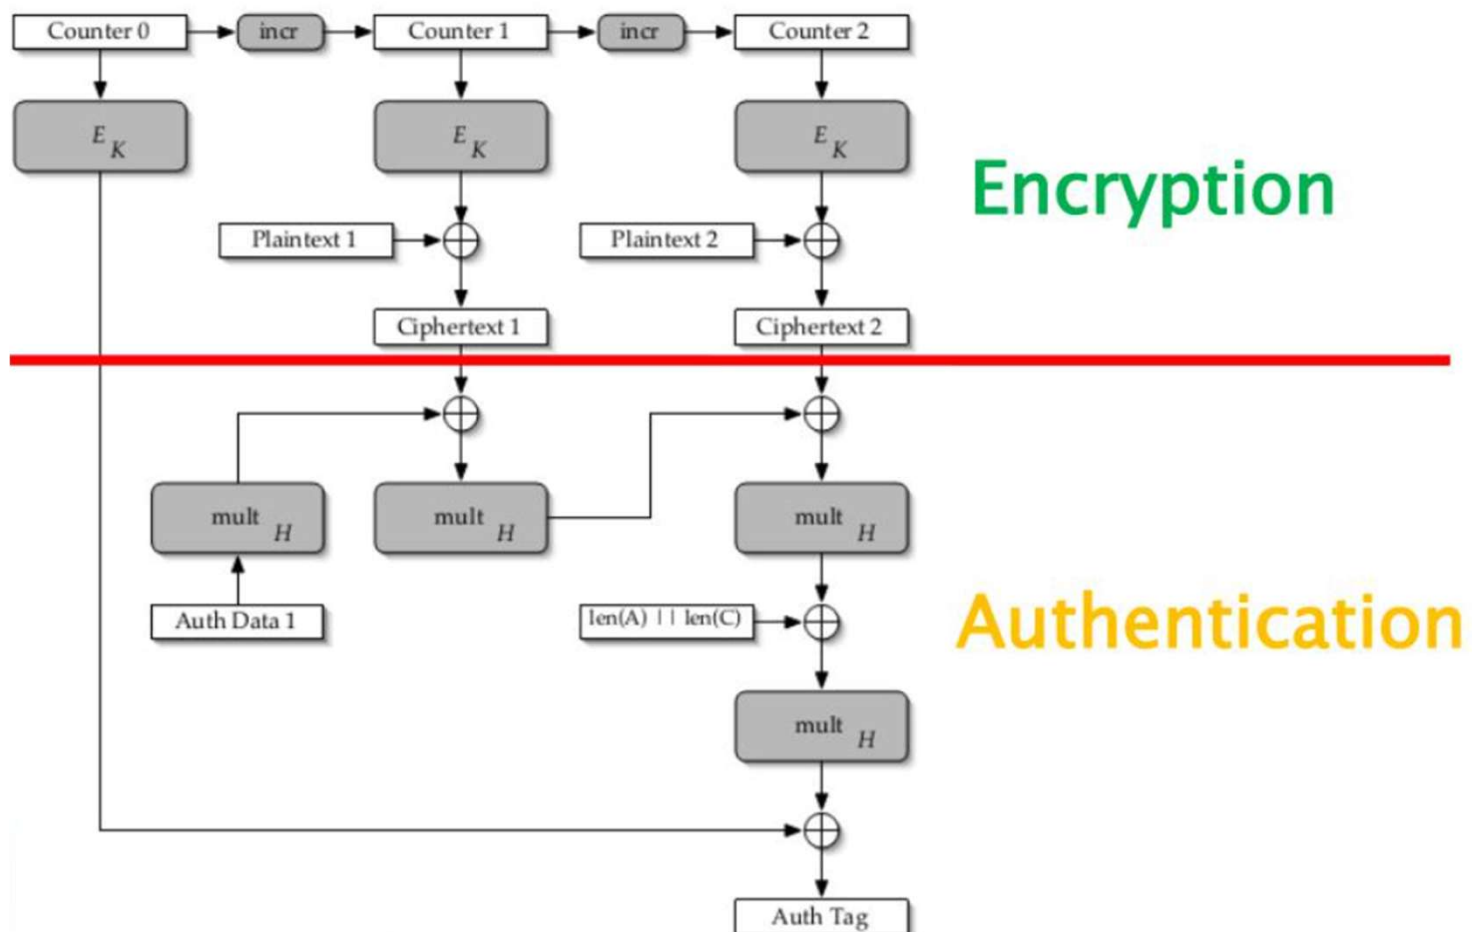 Counter 0
incr
Counter 1
incr
Counter 2
E K
E K
E K
Encryption
Plaintext 1
Plaintext 2
Ciphertext 1
Ciphertext 2
mult H
mult H
mult H
Auth Data 1
len(A) || len(C)
Authentication
mult H
Auth Tag